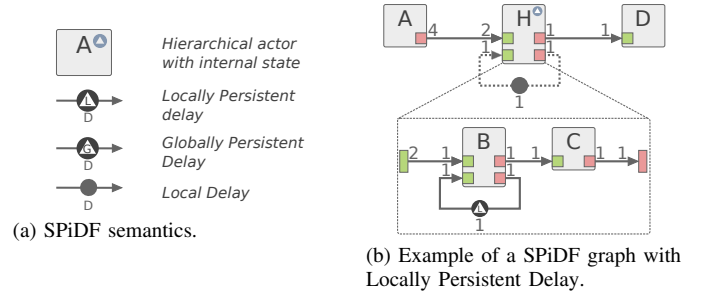 A
Hierarchical actor
with internal state
L
D
Locally Persistent
delay
G
D
Globally Persistent
Delay
D
Local Delay
(a) SPiDF semantics.
A 4 2 H 1 1 D
1 1
1
2 1 B 1 1 C 1 1
1 1
L
1
(b) Example of a SPiDF graph with
Locally Persistent Delay.